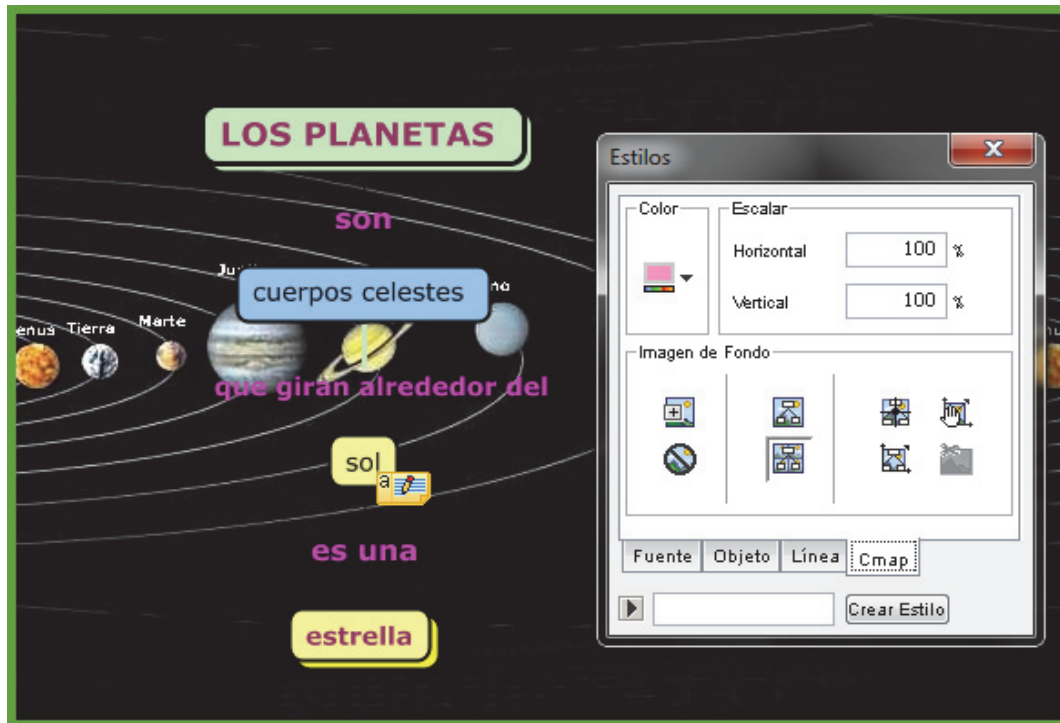 LOS PLANETAS
son
cuerpos celestes
Tierra
Marte
que giran alrededor del
sol
a
es una
estrella
Estilos
X
Color
Escalar
Horizontal 100 %
Vertical 100 %
Imagen de Fondo
Fuente Objeto Línea Cmap
Crear Estilo